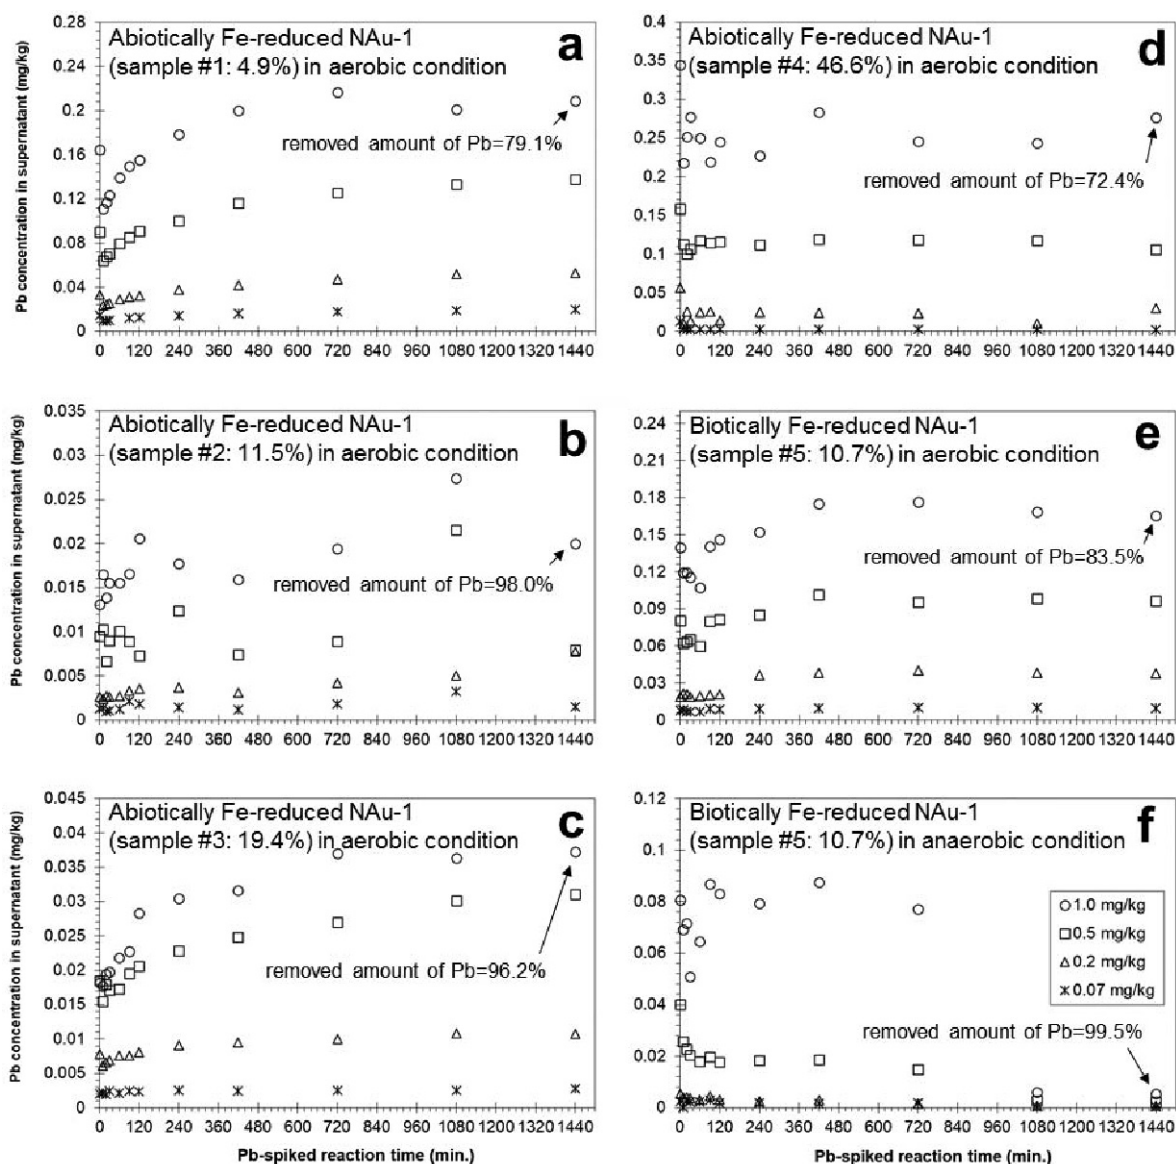 Abiotically Fe-reduced NAu-1
(sample #1: 4.9%) in aerobic condition
a
removed amount of Pb=79.1%
Pb concentration in supernatant (mg/kg)
0.28
0.24
0.2
0.16
0.12
0.08
0.04
0
0 120 240 360 480 600 720 840 960 1080 1200 1320 1440
Abiotically Fe-reduced NAu-1
(sample #4: 46.6%) in aerobic condition
d
removed amount of Pb=72.4%
0.4
0.35
0.3
0.25
0.2
0.15
0.1
0.05
0
0 120 240 360 480 600 720 840 960 1080 1200 1320 1440
Abiotically Fe-reduced NAu-1
(sample #2: 11.5%) in aerobic condition
b
removed amount of Pb=98.0%
Pb concentration in supernatant (mg/kg)
0.035
0.03
0.025
0.02
0.015
0.01
0.005
0
0 120 240 360 480 600 720 840 960 1080 1200 1320 1440
Biotically Fe-reduced NAu-1
(sample #5: 10.7%) in aerobic condition
e
removed amount of Pb=83.5%
0.24
0.21
0.18
0.15
0.12
0.09
0.06
0.03
0
0 120 240 360 480 600 720 840 960 1080 1200 1320 1440
Abiotically Fe-reduced NAu-1
(sample #3: 19.4%) in aerobic condition
c
removed amount of Pb=96.2%
Pb concentration in supernatant (mg/kg)
0.045
0.04
0.035
0.03
0.025
0.02
0.015
0.01
0.005
0
0 120 240 360 480 600 720 840 960 1080 1200 1320 1440
Pb-spiked reaction time (min.)
Biotically Fe-reduced NAu-1
(sample #5: 10.7%) in anaerobic condition
f
1.0 mg/kg
0.5 mg/kg
0.2 mg/kg
0.07 mg/kg
removed amount of Pb=99.5%
0.12
0.1
0.08
0.06
0.04
0.02
0
0 120 240 360 480 600 720 840 960 1080 1200 1320 1440
Pb-spiked reaction time (min.)